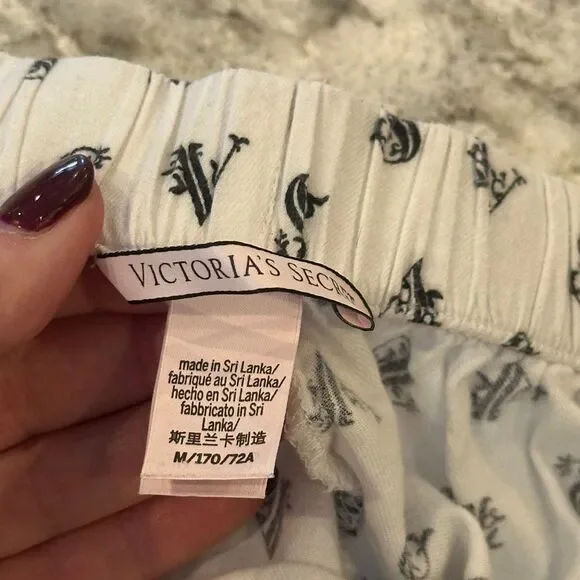 VICTORIA'S SECRET
made in Sri Lanka/
fabriqué au Sri Lanka/
hecho en Sri Lanka/
fabbricato in Sri
Lanka/
斯里兰卡制造
M/170/72A